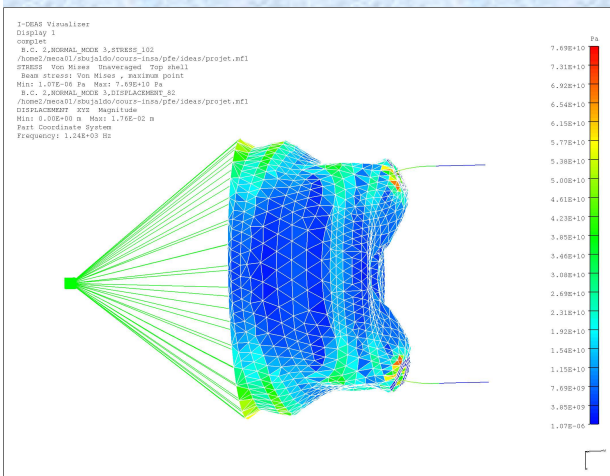 I-DEAS Visualizer
Display 1
complet
B.C. 2,NORMAL_MODE 3,STRESS_102
/home2/meca01/sbujaldo/cours-insa/pfe/ideas/projet.mf1
STRESS Von Mises Unaveraged Top shell
Beam stress: Von Mises , maximum point
Min: 1.07E-06 Pa Max: 7.69E+10 Pa
B.C. 2,NORMAL_MODE 3,DISPLACEMENT_82
/home2/meca01/sbujaldo/cours-insa/pfe/ideas/projet.mf1
DISPLACEMENT XYZ Magnitude
Min: 0.00E+00 m Max: 1.76E-02 m
Part Coordinate System
Frequency: 1.24E+03 Hz
Pa
7.69E+10
7.31E+10
6.92E+10
6.54E+10
6.15E+10
5.77E+10
5.38E+10
5.00E+10
4.61E+10
4.23E+10
3.85E+10
3.46E+10
3.08E+10
2.69E+10
2.31E+10
1.92E+10
1.54E+10
1.15E+10
7.69E+09
3.85E+09
1.07E-06